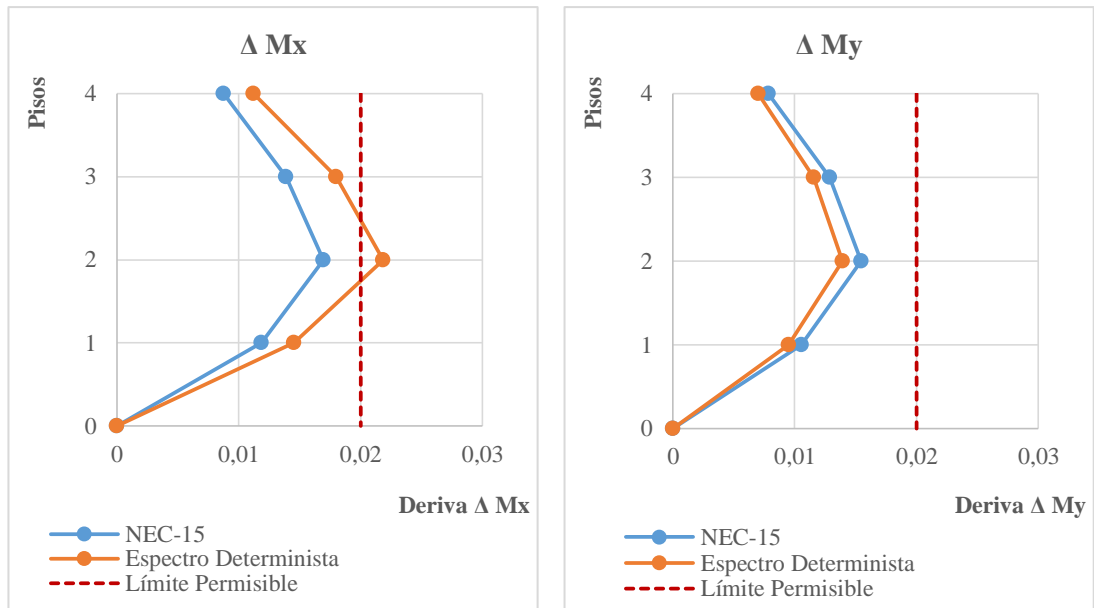 Δ Mx
Pisos
4
3
2
1
0
0 0,01 0,02 0,03
Deriva Δ Mx
NEC-15
Espectro Determinista
Límite Permisible
Δ My
Pisos
4
3
2
1
0
0 0,01 0,02 0,03
Deriva Δ My
NEC-15
Espectro Determinista
Límite Permisible